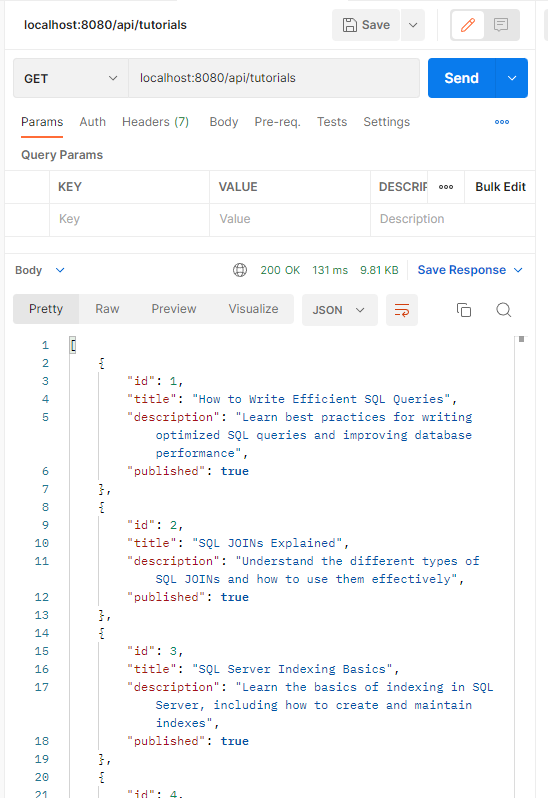 localhost:8080/api/tutorials Save
GET localhost:8080/api/tutorials Send
Params Auth Headers (7) Body Pre-req. Tests Settings
Query Params
KEY VALUE DESCRIP Bulk Edit
Key Value Description
Body 200 OK 131 ms 9.81 KB Save Response
Pretty Raw Preview Visualize JSON
1 [
2 {
3 "id": 1,
4 "title": "How to Write Efficient SQL Queries",
5 "description": "Learn best practices for writing
optimized SQL queries and improving database
performance",
6 "published": true
7 },
8 {
9 "id": 2,
10 "title": "SQL JOINs Explained",
11 "description": "Understand the different types of
SQL JOINs and how to use them effectively",
12 "published": true
13 },
14 {
15 "id": 3,
16 "title": "SQL Server Indexing Basics",
17 "description": "Learn the basics of indexing in SQL
Server, including how to create and maintain
indexes",
18 "published": true
19 },
20 {
21 "id": 4,